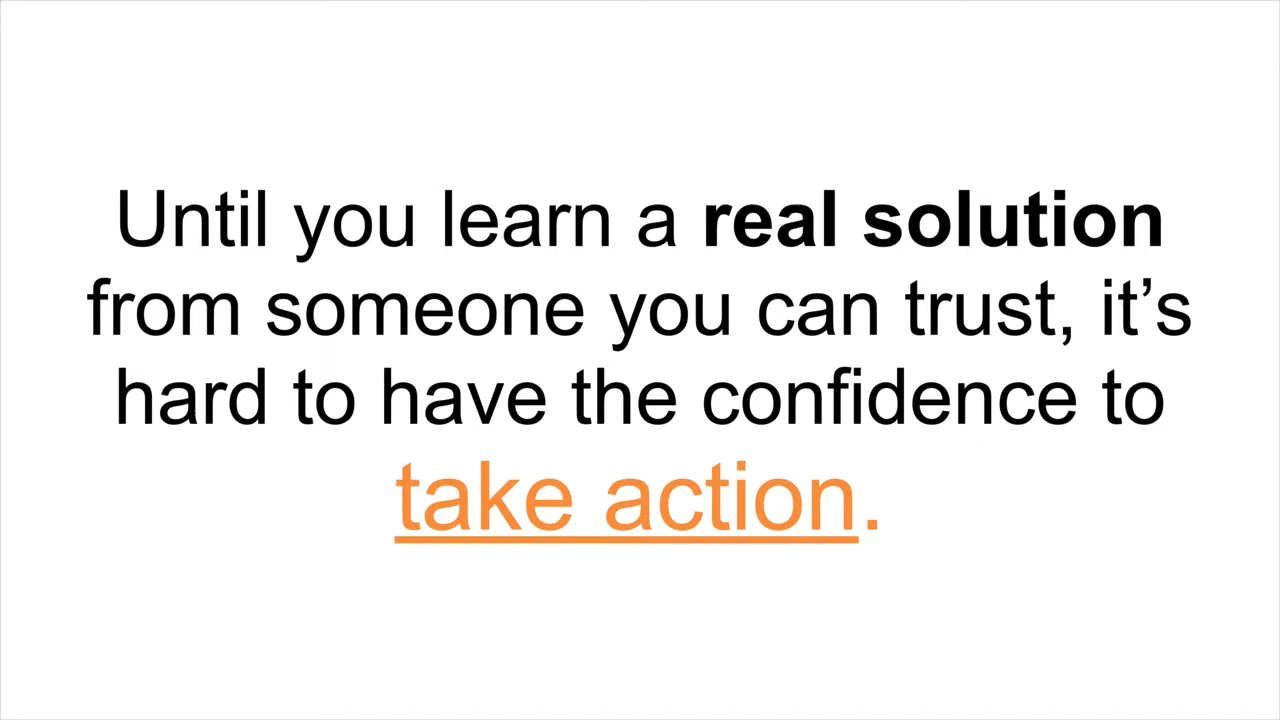 Until you learn a real solution
from someone you can trust, it’s
hard to have the confidence to
take action.